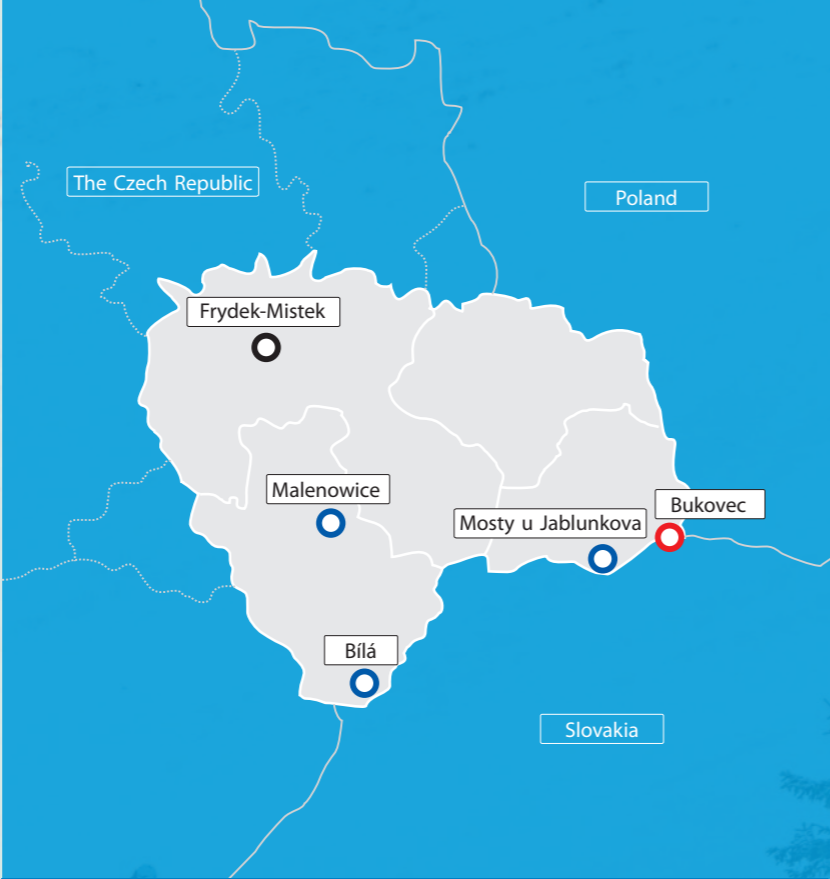 The Czech Republic
Poland
Frydek-Mistek
Malenowice
Bukovec
Mosty u Jablunkova
Bílá
Slovakia